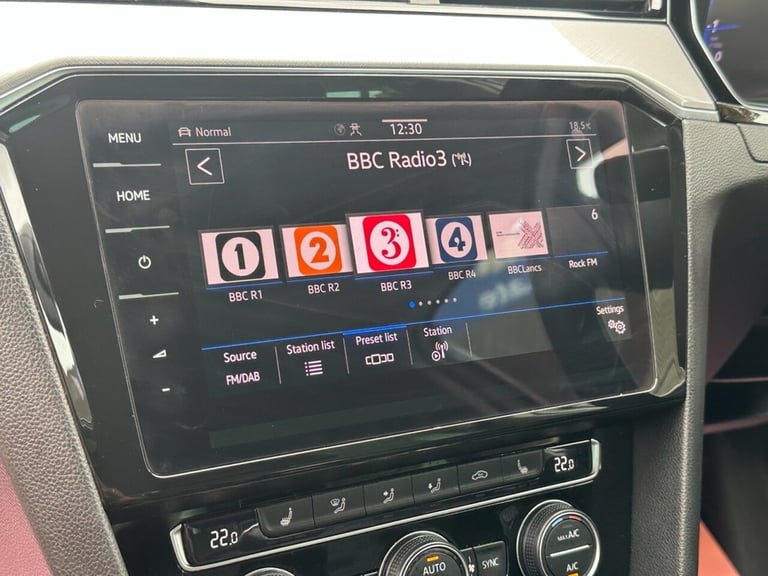 MENU
HOME
+
-
Normal
12:30
18.5°C
<
BBC Radio3
>
1
2
3
4
6
BBC R1
BBC R2
BBC R3
BBC R4
BBCLancs
Rock FM
Source
FM/DAB
Station list
Preset list
Station
Settings
22.0
22.0
AUTO
SYNC
MAX A/C
A/C